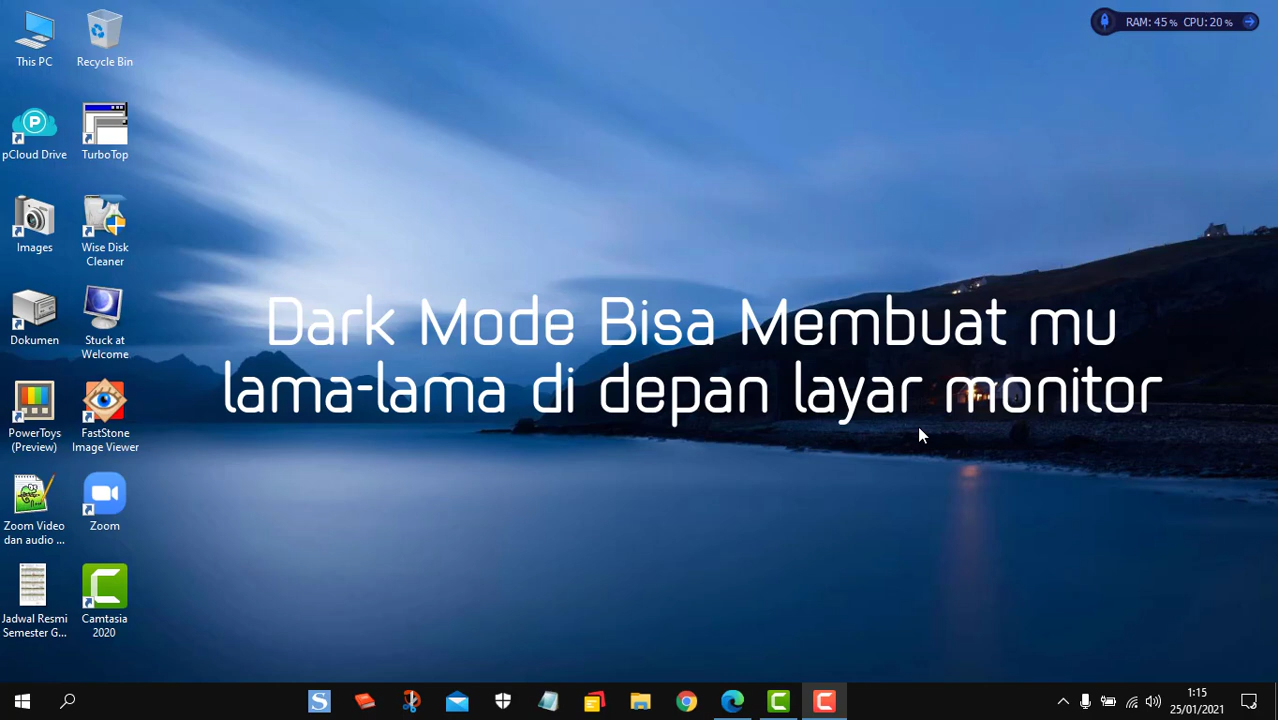 RAM: 45 % CPU: 20 %
This PC
Recycle Bin
pCloud Drive
TurboTop
Images
Wise Disk
Cleaner
Dokumen
Stuck at
Welcome
PowerToys
(Preview)
FastStone
Image Viewer
Zoom Video
dan audio ...
Zoom
Jadwal Resmi
Semester G...
Camtasia
2020
Dark Mode Bisa Membuat mu
lama-lama di depan layar monitor
1:15
25/01/2021